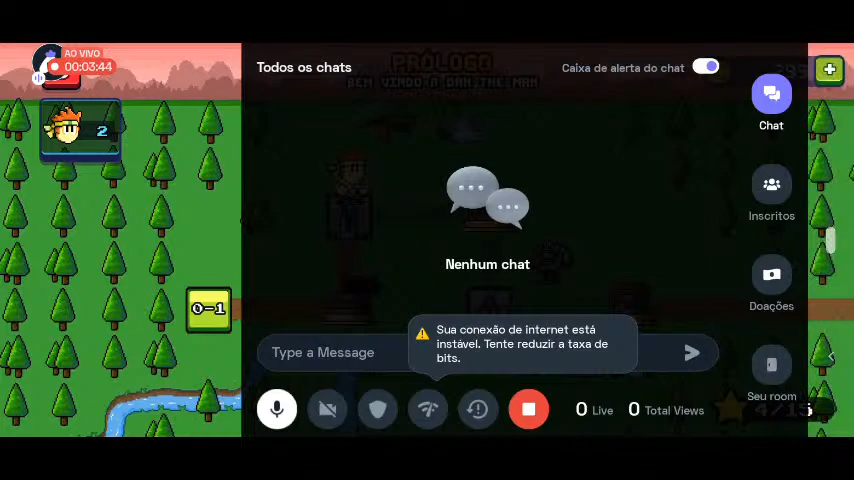 AO VIVO
00:03:44
Todos os chats
Caixa de alerta do chat
PRÓLOGO
BEM VINDO A DAN THE MAN
Chat
2
Inscritos
Nenhum chat
Doações
0-1
Sua conexão de internet está
instável. Tente reduzir a taxa de
bits.
Type a Message
Seu room
0 Live
0 Total Views
4/15